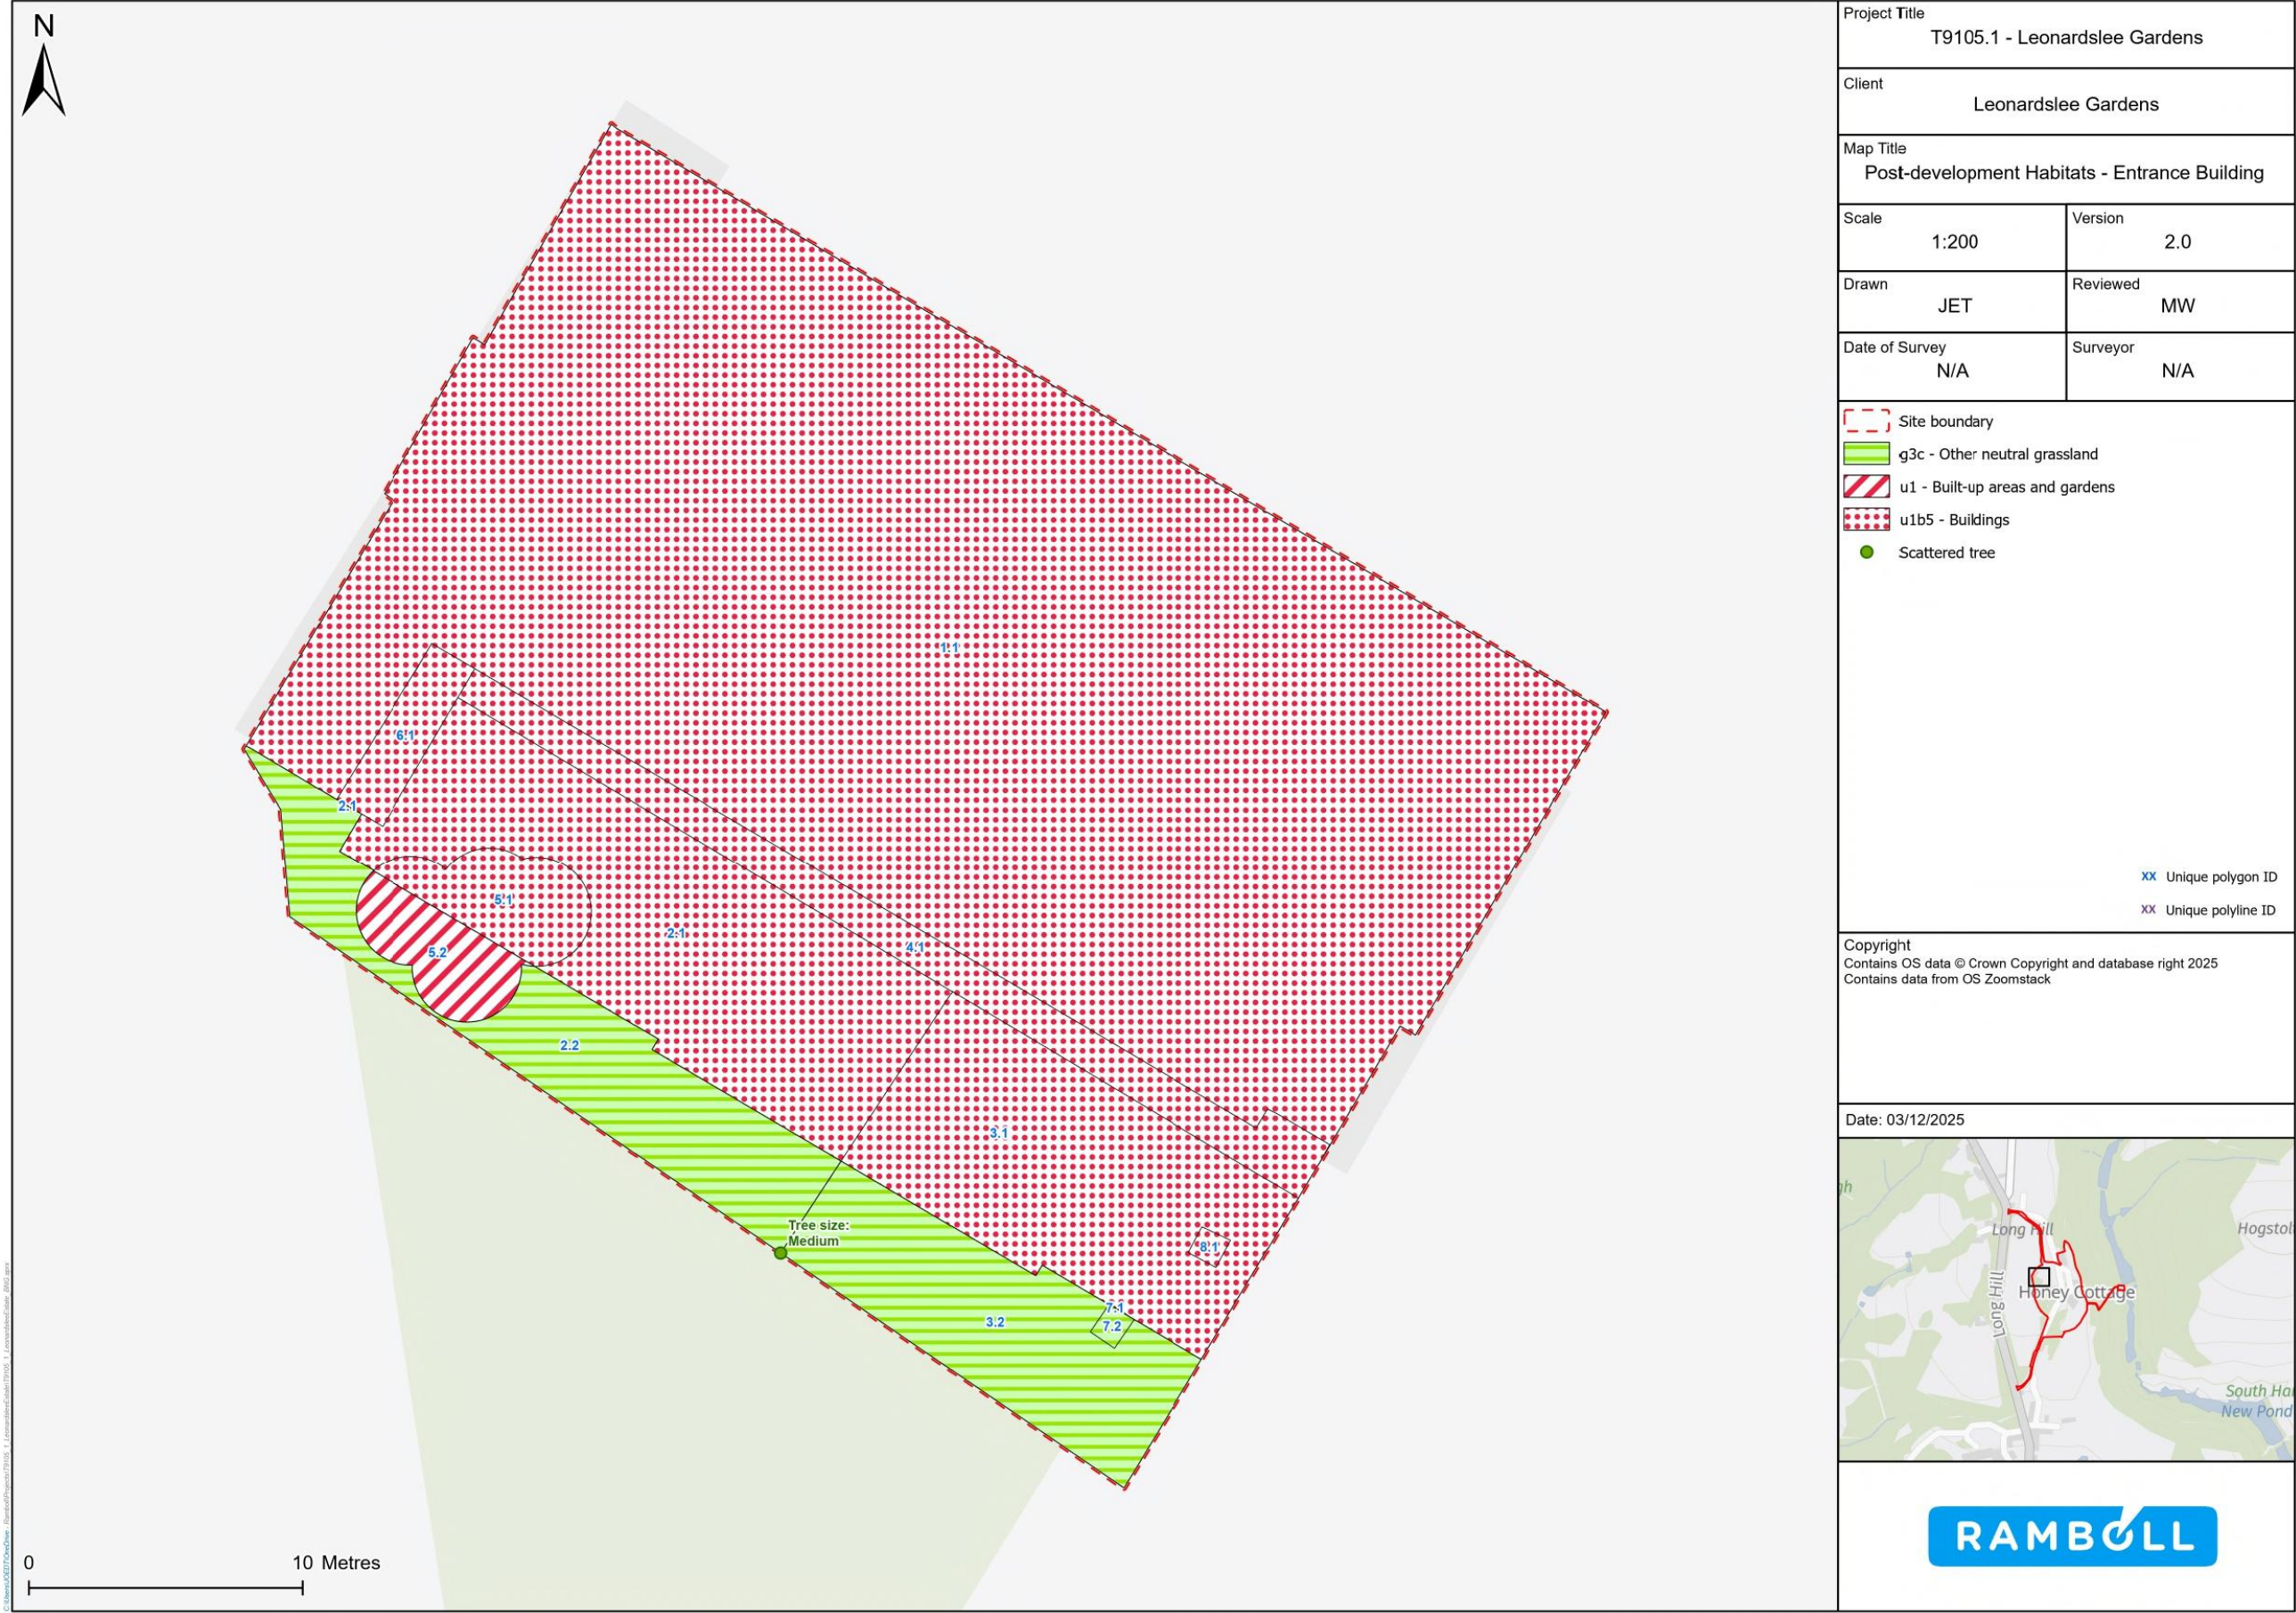 N
Project Title
T9105.1 - Leonardslee Gardens
Client
Leonardslee Gardens
Map Title
Post-development Habitats - Entrance Building
Scale
1:200
Version
2.0
Drawn
JET
Reviewed
MW
Date of Survey
N/A
Surveyor
N/A
Site boundary
g3c - Other neutral grassland
u1 - Built-up areas and gardens
u1b5 - Buildings
Scattered tree
xx Unique polygon ID
xx Unique polyline ID
Copyright
Contains OS data © Crown Copyright and database right 2025
Contains data from OS Zoomstack
Date: 03/12/2025
gh
Long Hill
Hogstol
Long Hill
Honey Cottage
South Ha
New Pond
RAMBOLL
1.1
6.1
2.1
5.1
2.1
4.1
5.2
2.2
3.1
Tree size:
Medium
8.1
7.1
7.2
3.2
0
10 Metres